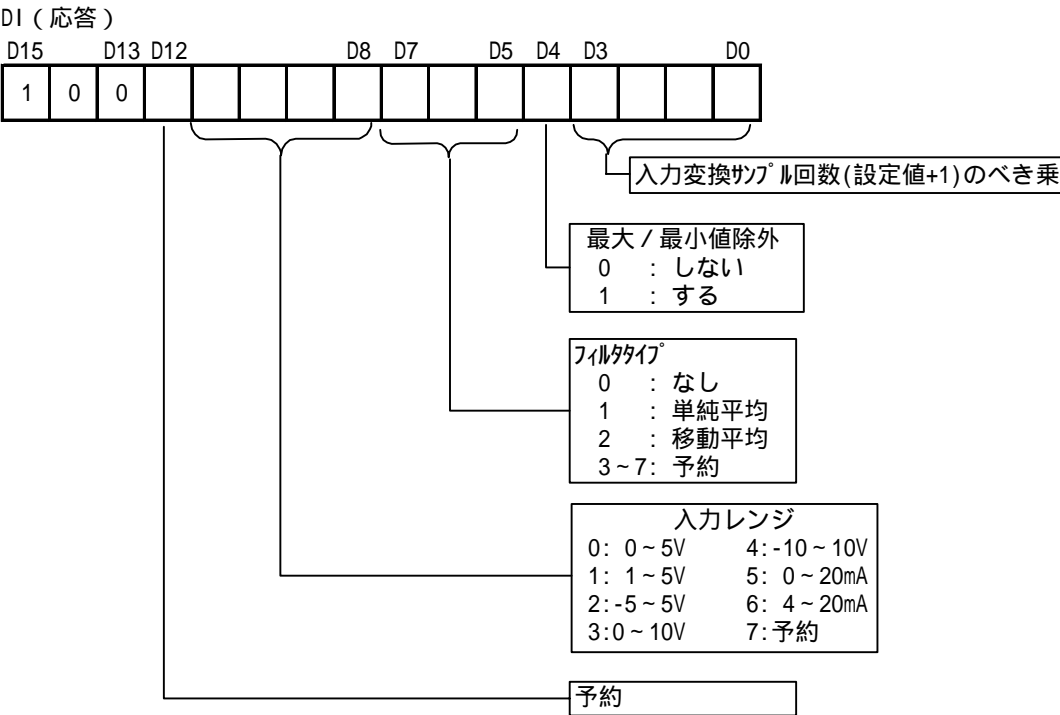 DI（応答）
D15 D13 D12 D8 D7 D5 D4 D3 D0
1 0 0
入力変換ｻﾝﾌﾟﾙ回数(設定値+1)のべき乗
最大／最小値除外
0 : しない
1 : する
ﾌｨﾙﾀﾀｲﾌﾟ
0 : なし
1 : 単純平均
2 : 移動平均
3～7: 予約
入力レンジ
0: 0～5V 4:-10～10V
1: 1～5V 5: 0～20mA
2:-5～5V 6: 4～20mA
3:0～10V 7:予約
予約